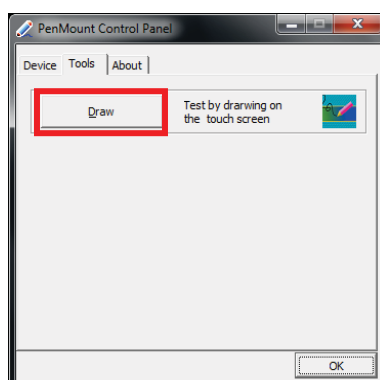 PenMount Control Panel
Device Tools About
Draw
Test by drarwing on
the touch screen
OK